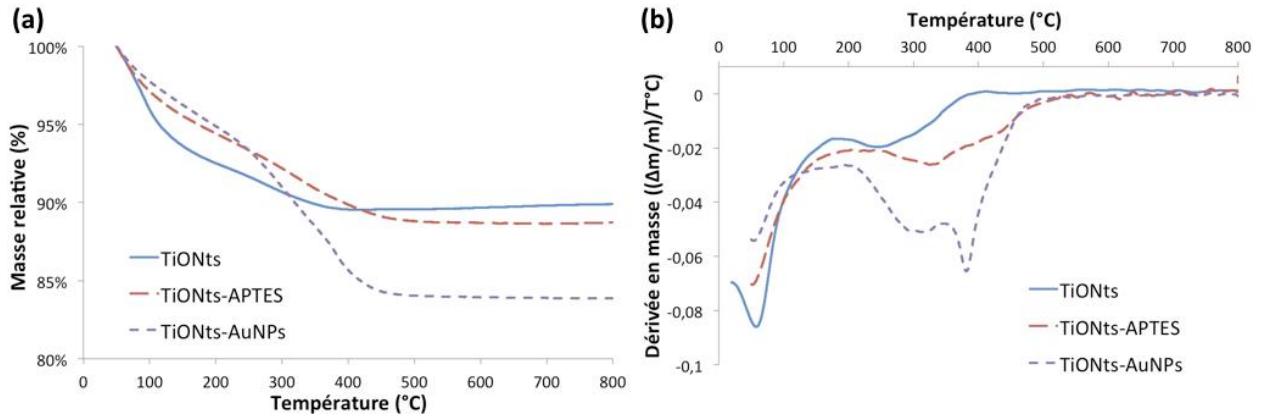 (a)
100%
95%
90%
85%
80%
Masse relative (%)
TiONts
TiONts-APTES
TiONts-AuNPs
0 100 200 300 400 500 600 700 800
Température (°C)
(b)
Température (°C)
0 100 200 300 400 500 600 700 800
0
-0,02
-0,04
-0,06
-0,08
-0,1
Dérivée en masse ((Δm/m)/T°C)
TiONts
TiONts-APTES
TiONts-AuNPs